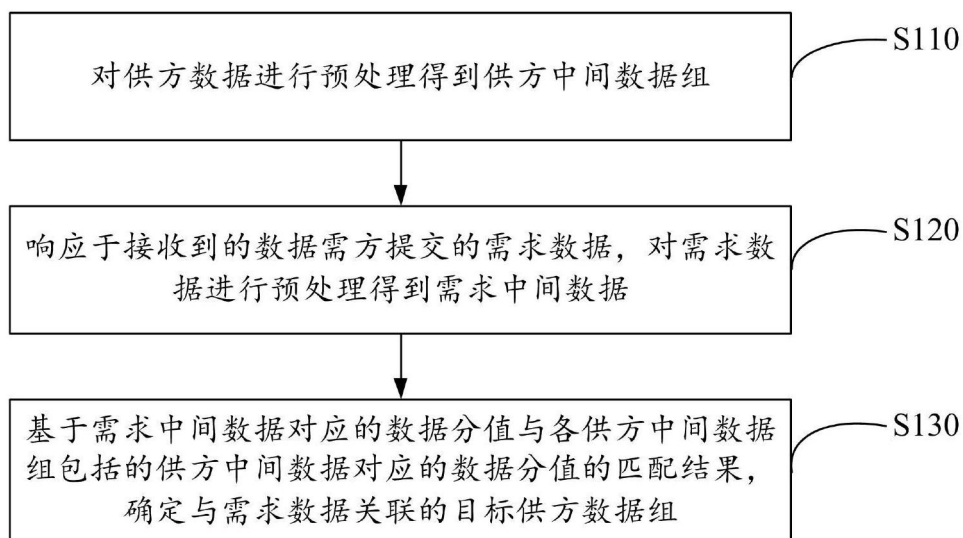 对供方数据进行预处理得到供方中间数据组
S110
响应于接收到的数据需方提交的需求数据，对需求数
据进行预处理得到需求中间数据
S120
基于需求中间数据对应的数据分值与各供方中间数据
组包括的供方中间数据对应的数据分值的匹配结果，
确定与需求数据关联的目标供方数据组
S130